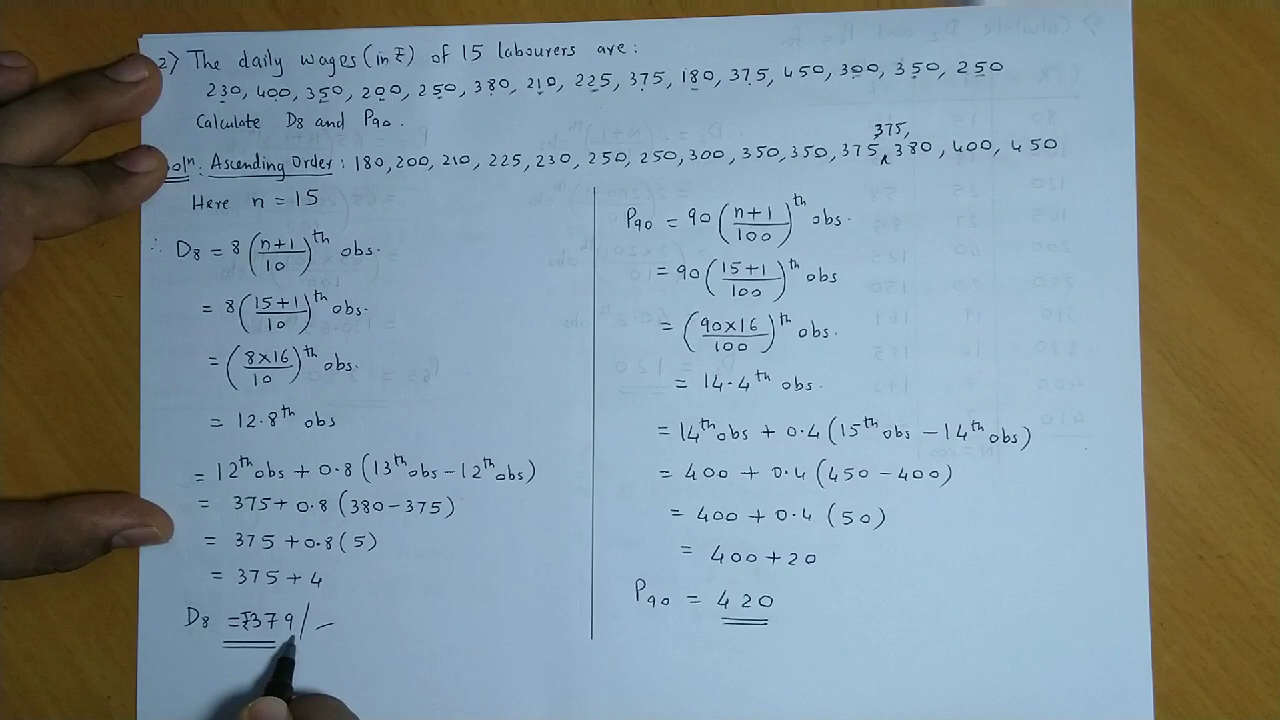 2) The daily wages (in ₹) of 15 labourers are:
230, 400, 350, 200, 250, 380, 210, 225, 375, 180, 375, 450, 300, 350, 250
Calculate D8 and P90.
375,
Solⁿ: Ascending Order: 180, 200, 210, 225, 230, 250, 250, 300, 350, 350, 375, 380, 400, 450
Here n = 15
∴ D8 = 8 ((n+1)/10)th obs.
= 8 ((15+1)/10)th obs.
= ((8×16)/10)th obs.
= 12.8th obs
= 12th obs + 0.8 (13th obs – 12th obs)
= 375 + 0.8 (380 – 375)
= 375 + 0.8 (5)
= 375 + 4
D8 = ₹379/–
P90 = 90 ((n+1)/100)th obs.
= 90 ((15+1)/100)th obs
= ((90×16)/100)th obs.
= 14.4th obs.
= 14th obs + 0.4 (15th obs – 14th obs)
= 400 + 0.4 (450 – 400)
= 400 + 0.4 (50)
= 400 + 20
P90 = 420